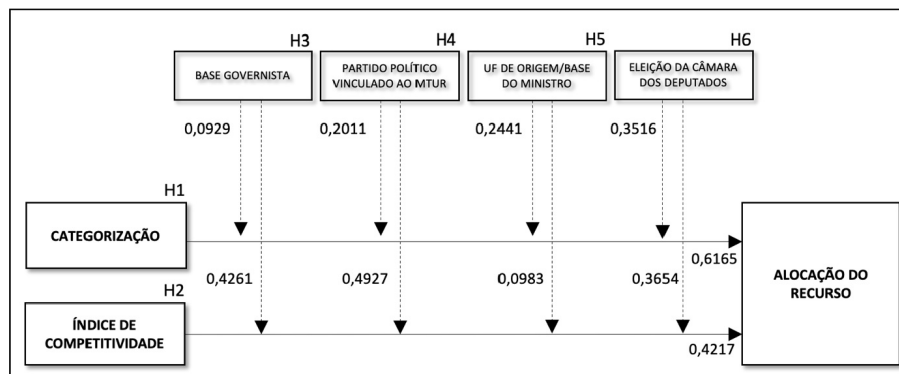 H3
H4
H5
H6
BASE GOVERNISTA
PARTIDO POLÍTICO
VINCULADO AO MTUR
UF DE ORIGEM/BASE
DO MINISTRO
ELEIÇÃO DA CÂMARA
DOS DEPUTADOS
0,0929
0,2011
0,2441
0,3516
H1
CATEGORIZAÇÃO
0,6165
H2
0,4261
0,4927
0,0983
0,3654
ALOCAÇÃO DO
RECURSO
ÍNDICE DE
COMPETITIVIDADE
0,4217